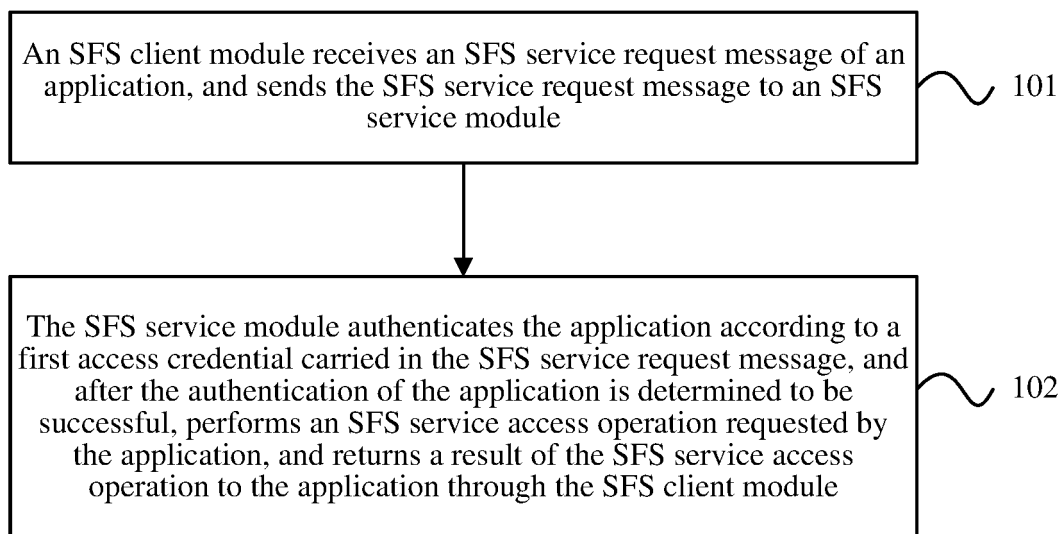 An SFS client module receives an SFS service request message of an
application, and sends the SFS service request message to an SFS
service module
101
The SFS service module authenticates the application according to a
first access credential carried in the SFS service request message, and
after the authentication of the application is determined to be
successful, performs an SFS service access operation requested by
the application, and returns a result of the SFS service access
operation to the application through the SFS client module
102